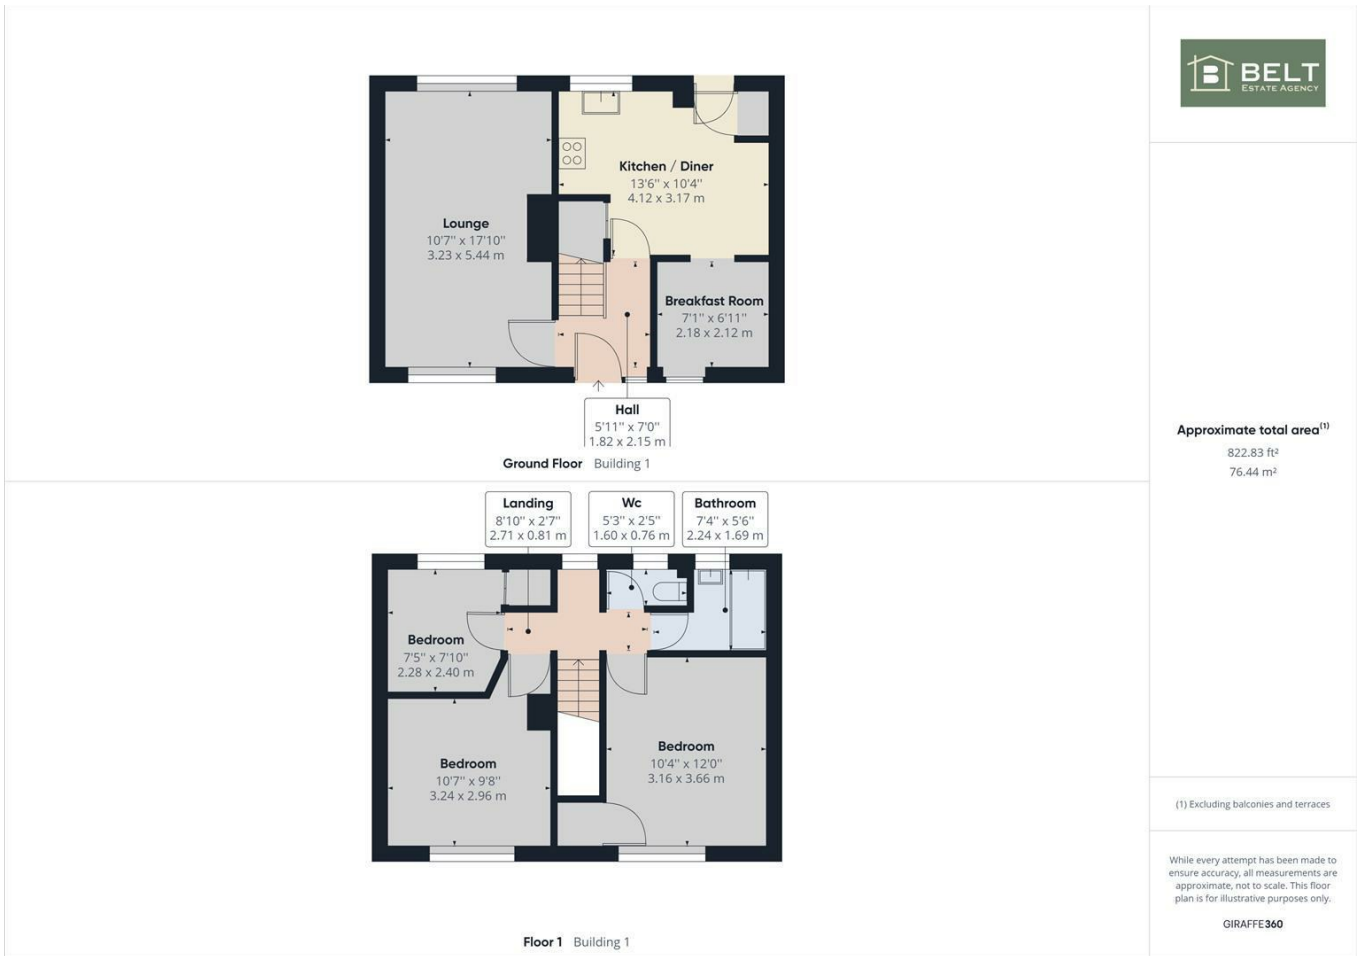 Lounge
10'7" x 17'10"
3.23 x 5.44 m
Kitchen / Diner
13'6" x 10'4"
4.12 x 3.17 m
Breakfast Room
7'1" x 6'11"
2.18 x 2.12 m
Hall
5'11" x 7'0"
1.82 x 2.15 m
Ground Floor Building 1
Landing
8'10" x 2'7"
2.71 x 0.81 m
Wc
5'3" x 2'5"
1.60 x 0.76 m
Bathroom
7'4" x 5'6"
2.24 x 1.69 m
Bedroom
7'5" x 7'10"
2.28 x 2.40 m
Bedroom
10'7" x 9'8"
3.24 x 2.96 m
Bedroom
10'4" x 12'0"
3.16 x 3.66 m
Floor 1 Building 1
B BELT
ESTATE AGENCY
Approximate total area(1)
822.83 ft²
76.44 m²
(1) Excluding balconies and terraces
While every attempt has been made to
ensure accuracy, all measurements are
approximate, not to scale. This floor
plan is for illustrative purposes only.
GIRAFFE360